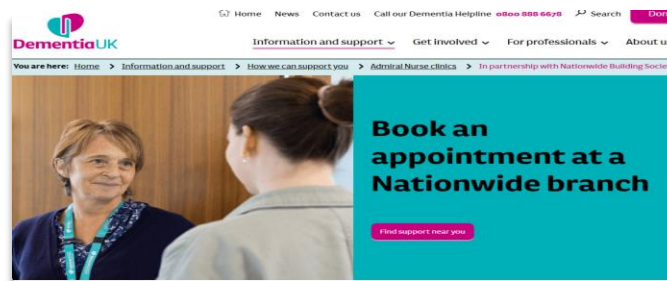 Home News Contact us Call our Dementia Helpline 0800 888 6678 Search Don
DementiaUK
Information and support Get involved For professionals About u
You are here: Home > Information and support > How we can support you > Admiral Nurse clinics > In partnership with Nationwide Building Socie
Book an
appointment at a
Nationwide branch
Find support near you